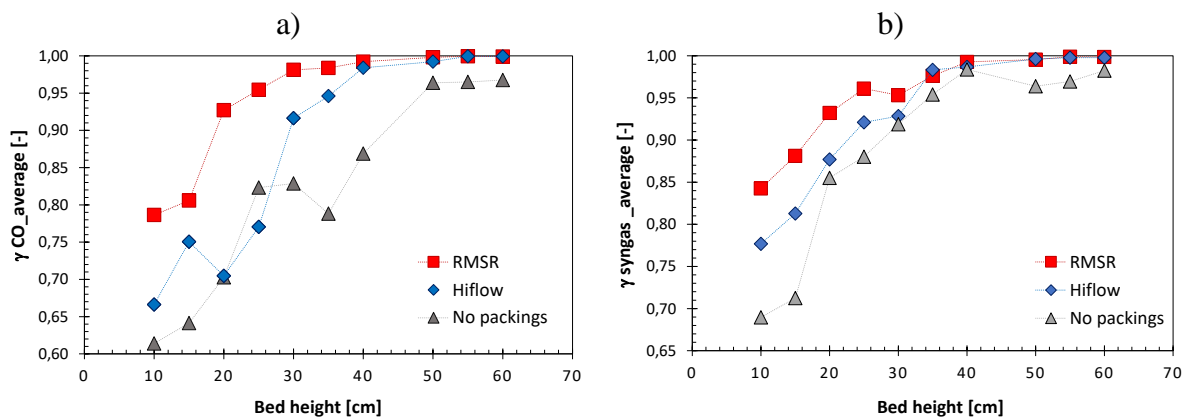 a)
1,00
0,95
0,90
0,85
0,80
0,75
0,70
0,65
0,60
γ CO_average [-]
RMSR
Hiflow
No packings
0 10 20 30 40 50 60 70
Bed height [cm]
b)
1,00
0,95
0,90
0,85
0,80
0,75
0,70
0,65
γ syngas _average [-]
RMSR
Hiflow
No packings
0 10 20 30 40 50 60 70
Bed height [cm]